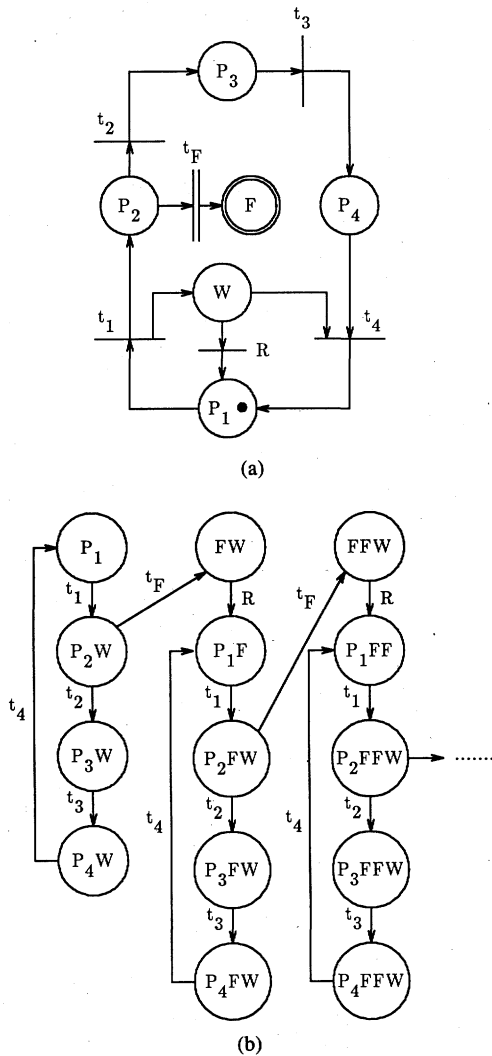 t3
P3
t2
tF
P2
F
P4
W
t1
t4
R
P1
(a)
P1
FW
FFW
t1
tF
R
tF
R
P2W
P1F
P1FF
t4
t2
t1
t1
P3W
P2FW
P2FFW
........
t3
t4
t2
t4
t2
P4W
P3FW
P3FFW
t3
t3
P4FW
P4FFW
(b)